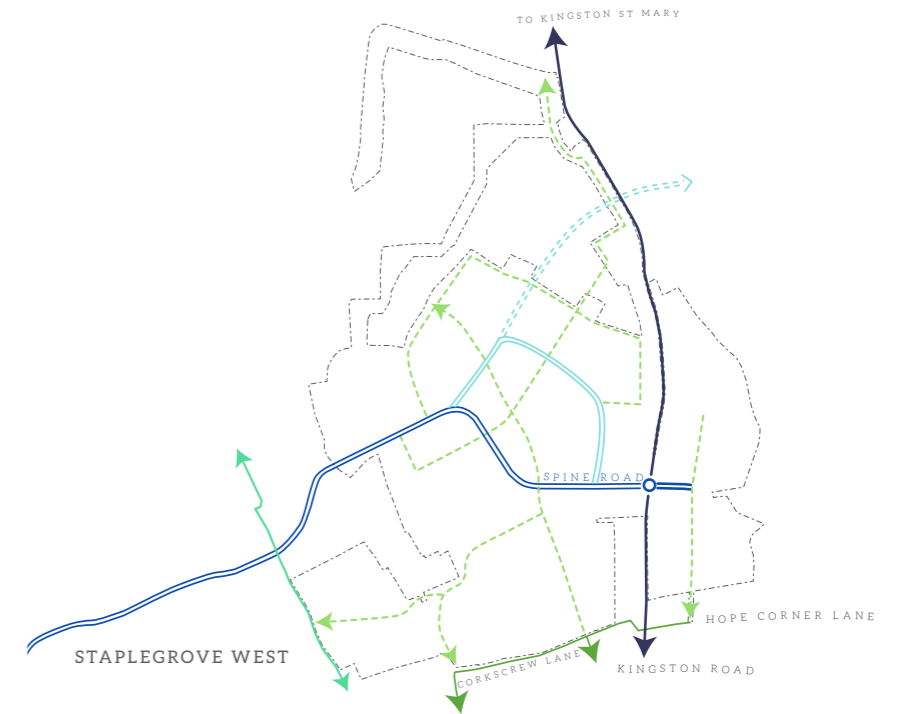 TO KINGSTON ST MARY
SPINE ROAD
HOPE CORNER LANE
STAPLEGROVE WEST
CORKSCREW LANE
KINGSTON ROAD